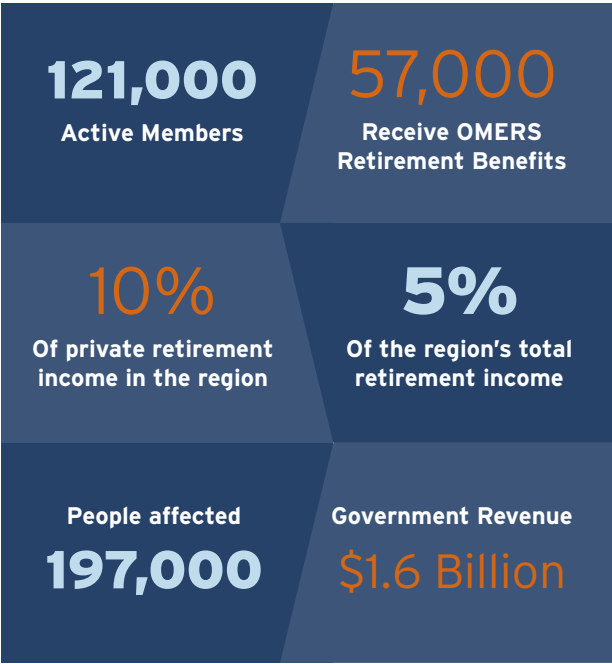 121,000
Active Members
57,000
Receive OMERS
Retirement Benefits
10%
Of private retirement
income in the region
5%
Of the region's total
retirement income
People affected
197,000
Government Revenue
$1.6 Billion